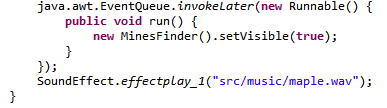 java.awt.EventQueue.invokeLater(new Runnable() {
public void run() {
new MinesFinder().setVisible(true);
}
});
SoundEffect.effectplay_1("src/music/maple.wav");
}